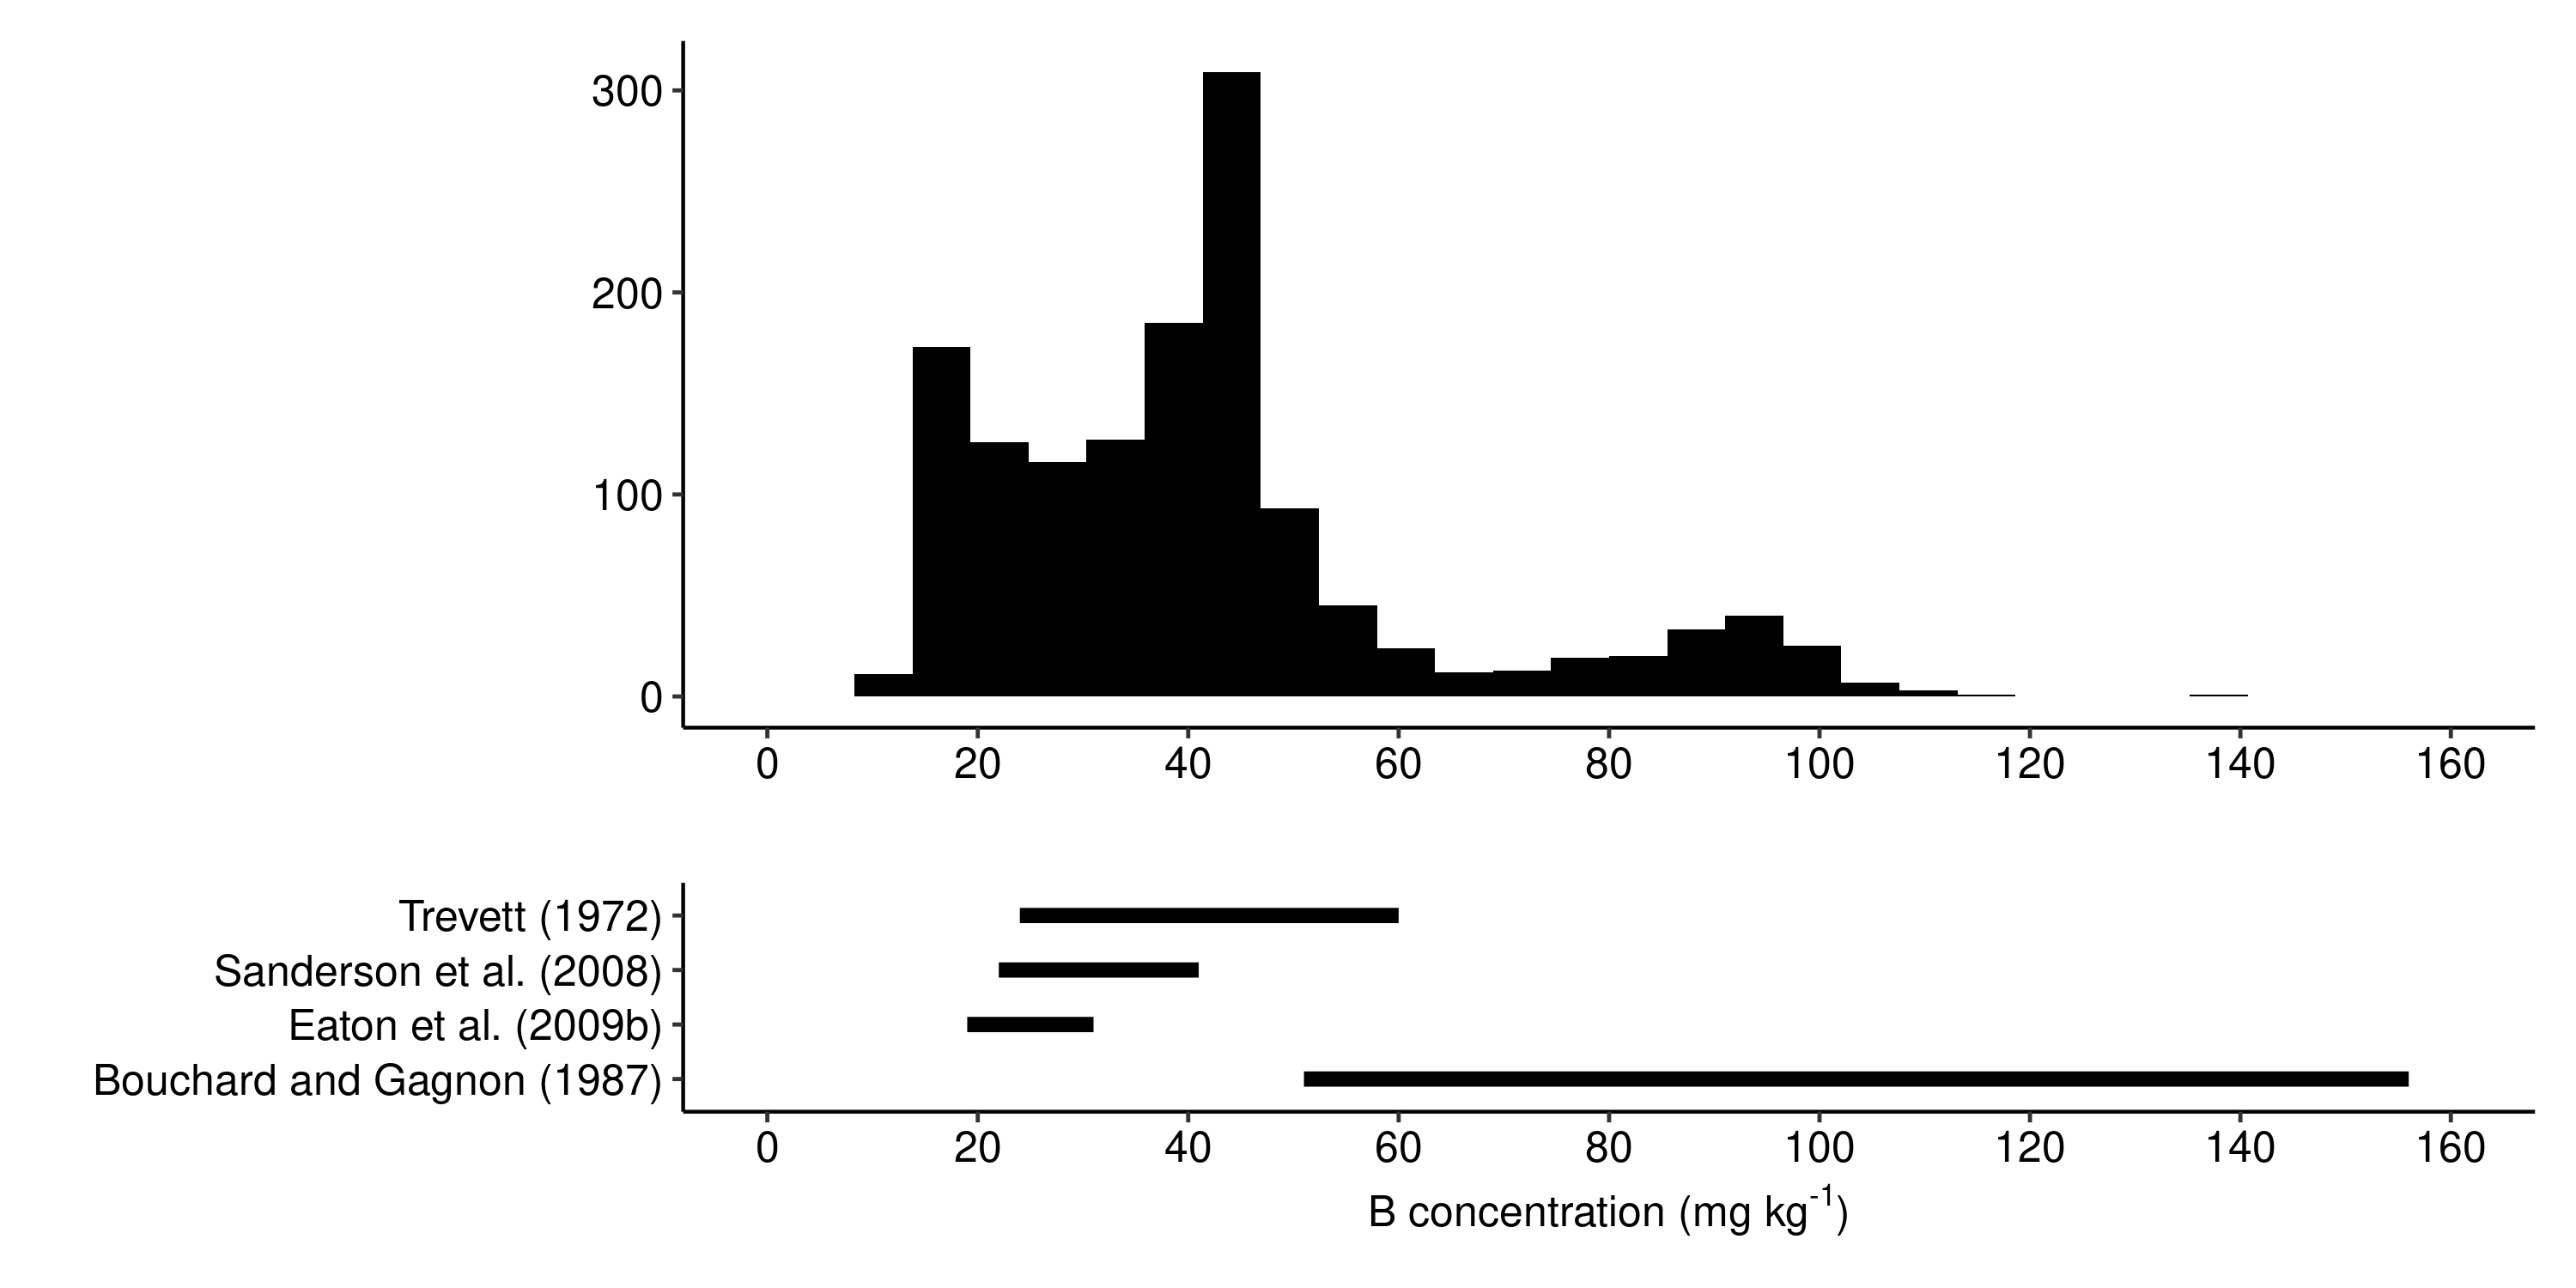 300
200
100
0
0 20 40 60 80 100 120 140 160
Trevett (1972)
Sanderson et al. (2008)
Eaton et al. (2009b)
Bouchard and Gagnon (1987)
0 20 40 60 80 100 120 140 160
B concentration (mg kg⁻¹)